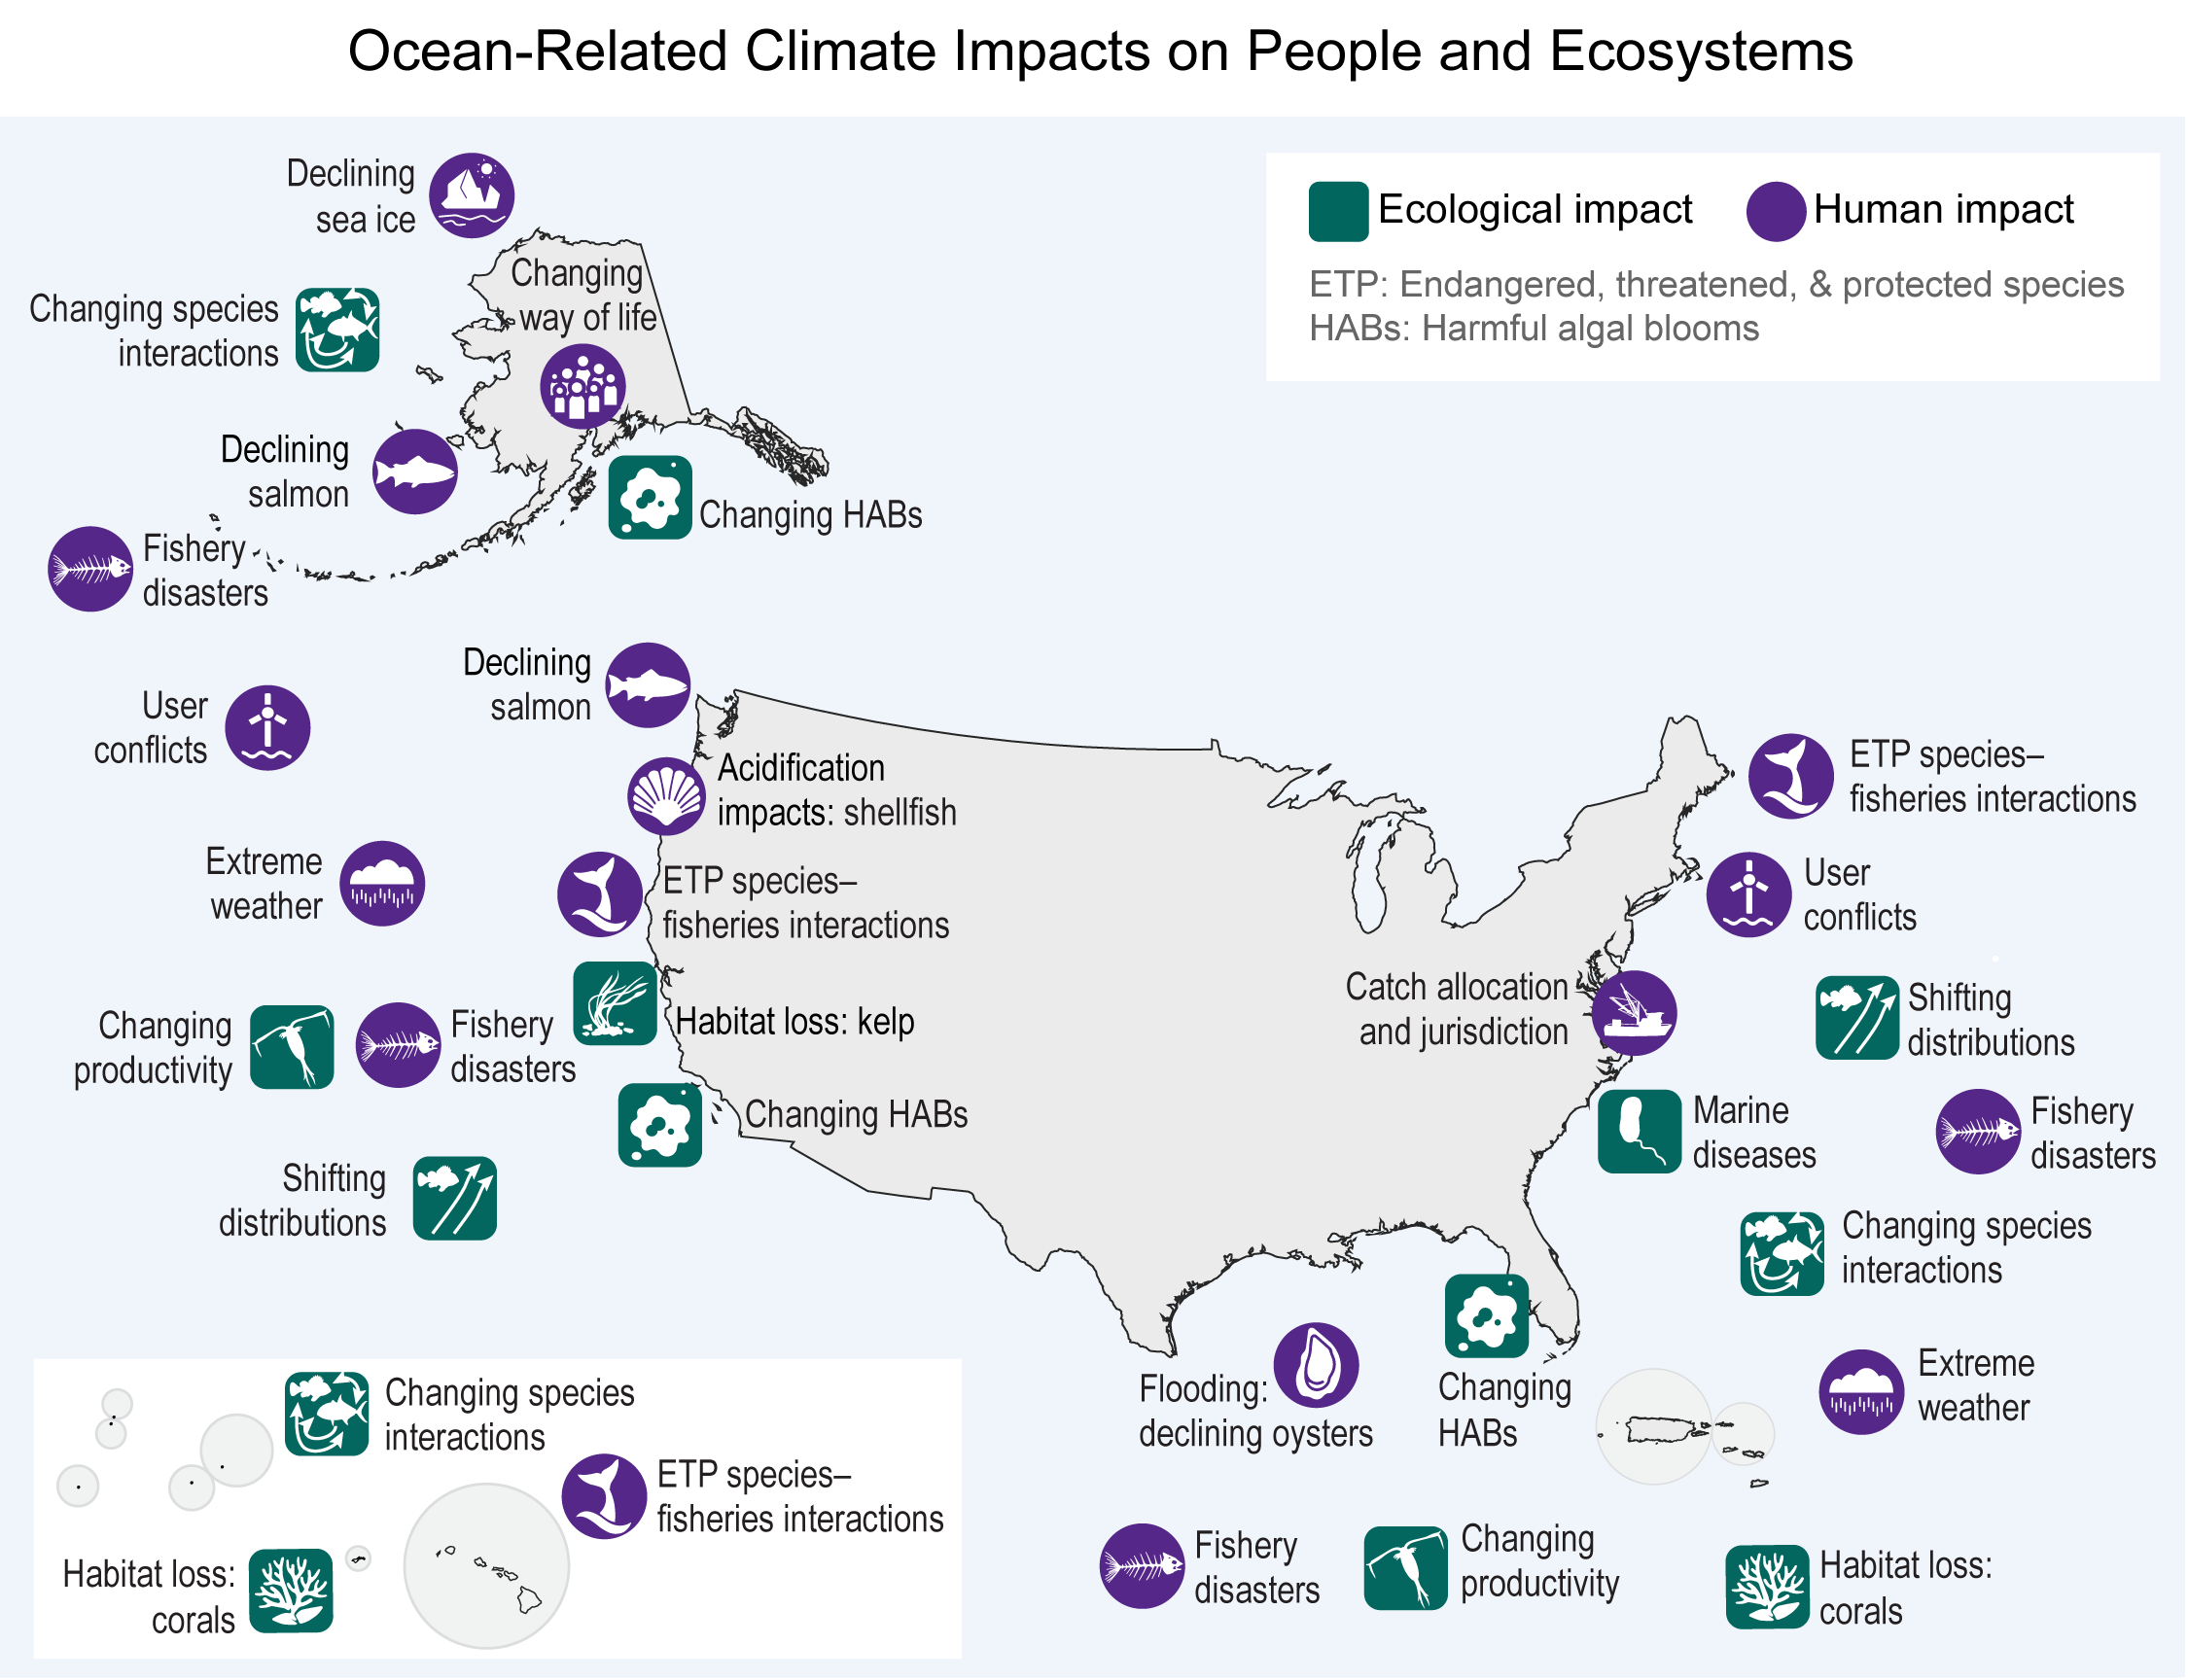 Ocean-Related Climate Impacts on People and Ecosystems
Ecological impact
Human impact
ETP: Endangered, threatened, & protected species
HABs: Harmful algal blooms
Declining
sea ice
Changing
way of life
Changing species
interactions
Declining
salmon
Changing HABs
Fishery
disasters
Declining
salmon
User
conflicts
Acidification
impacts: shellfish
Extreme
weather
ETP species–
fisheries interactions
Habitat loss: kelp
Changing
productivity
Fishery
disasters
Changing HABs
Shifting
distributions
ETP species–
fisheries interactions
User
conflicts
Catch allocation
and jurisdiction
Shifting
distributions
Marine
diseases
Fishery
disasters
Changing species
interactions
Extreme
weather
Flooding:
declining oysters
Changing
HABs
Fishery
disasters
Changing
productivity
Habitat loss:
corals
Changing species
interactions
ETP species–
fisheries interactions
Habitat loss:
corals